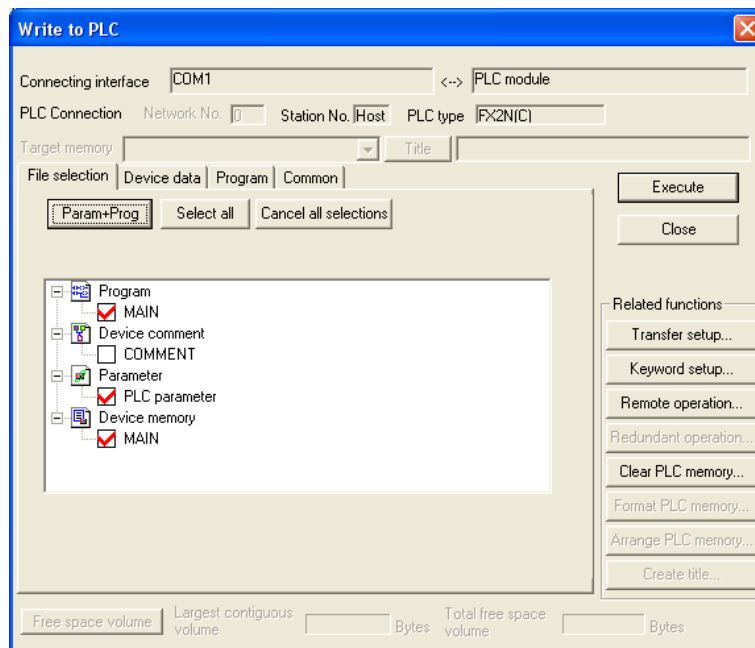 Write to PLC
Connecting interface COM1 <--> PLC module
PLC Connection Network No. 0 Station No. Host PLC type FX2N(C)
Target memory Title
File selection Device data Program Common
Param+Prog Select all Cancel all selections
Execute
Close
Program
MAIN
Device comment
COMMENT
Parameter
PLC parameter
Device memory
MAIN
Related functions
Transfer setup...
Keyword setup...
Remote operation...
Redundant operation...
Clear PLC memory...
Format PLC memory...
Arrange PLC memory...
Create title...
Free space volume Largest contiguous volume Bytes Total free space volume Bytes